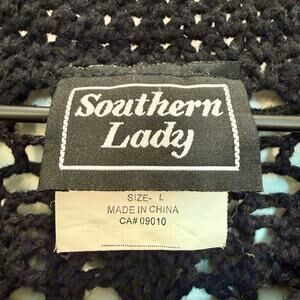 Southern
Lady
SIZE- L
MADE IN CHINA
CA# 09010